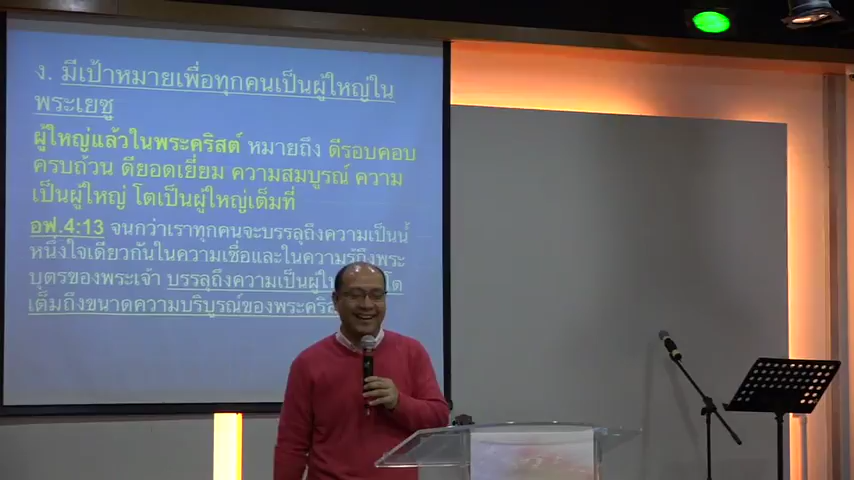 ง. มีเป้าหมายเพื่อทุกคนเป็นผู้ใหญ่ใน
พระเยซู
ผู้ใหญ่แล้วในพระคริสต์ หมายถึง ดีรอบคอบ
ครบถ้วน ดียอดเยี่ยม ความสมบูรณ์ ความ
เป็นผู้ใหญ่ โตเป็นผู้ใหญ่เต็มที่
อฟ.4:13 จนกว่าเราทุกคนจะบรรลุถึงความเป็นน้ำ
หนึ่งใจเดียวกันในความเชื่อและในความรู้ถึงพระ
บุตรของพระเจ้า บรรลุถึงความเป็นผู้ใหญ่
เต็มถึงขนาดความบริบูรณ์ของพระคริ